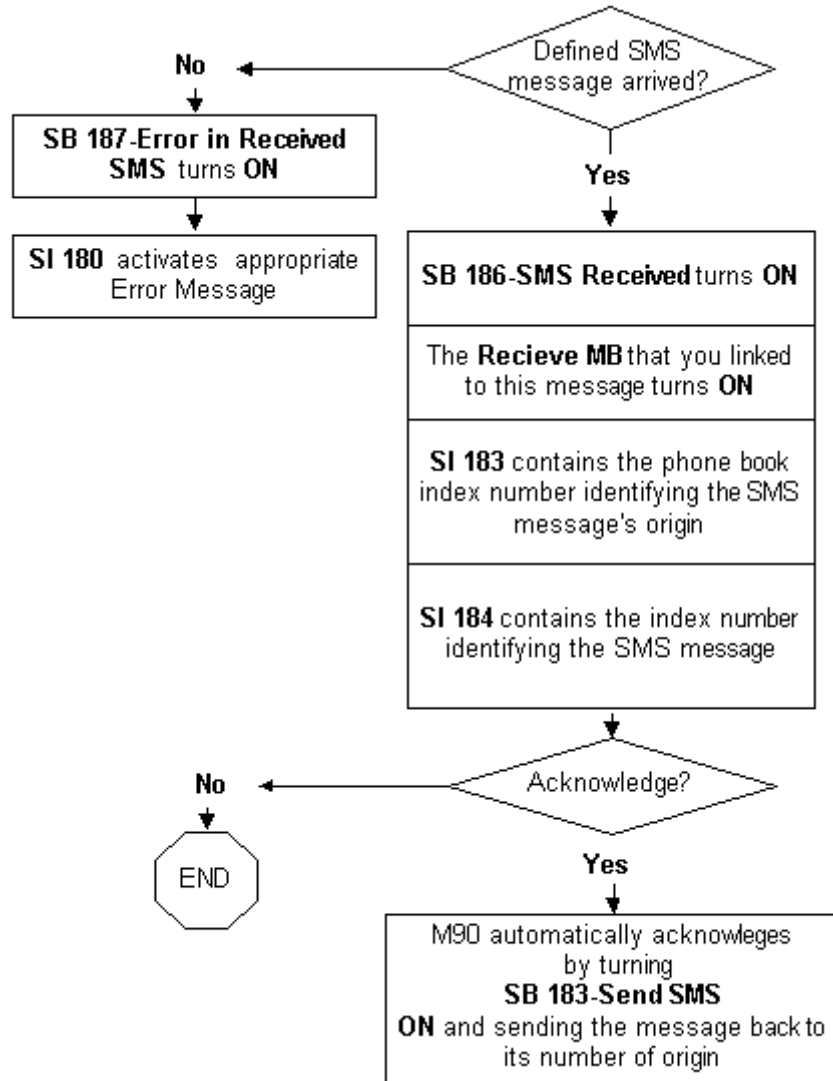 Defined SMS
message arrived?
No
SB 187-Error in Received
SMS turns ON
Yes
SI 180 activates appropriate
Error Message
SB 186-SMS Received turns ON
The Recieve MB that you linked
to this message turns ON
SI 183 contains the phone book
index number identifying the SMS
message's origin
SI 184 contains the index number
identifying the SMS message
Acknowledge?
No
END
Yes
M90 automatically acknowleges
by turning
SB 183-Send SMS
ON and sending the message back to
its number of origin